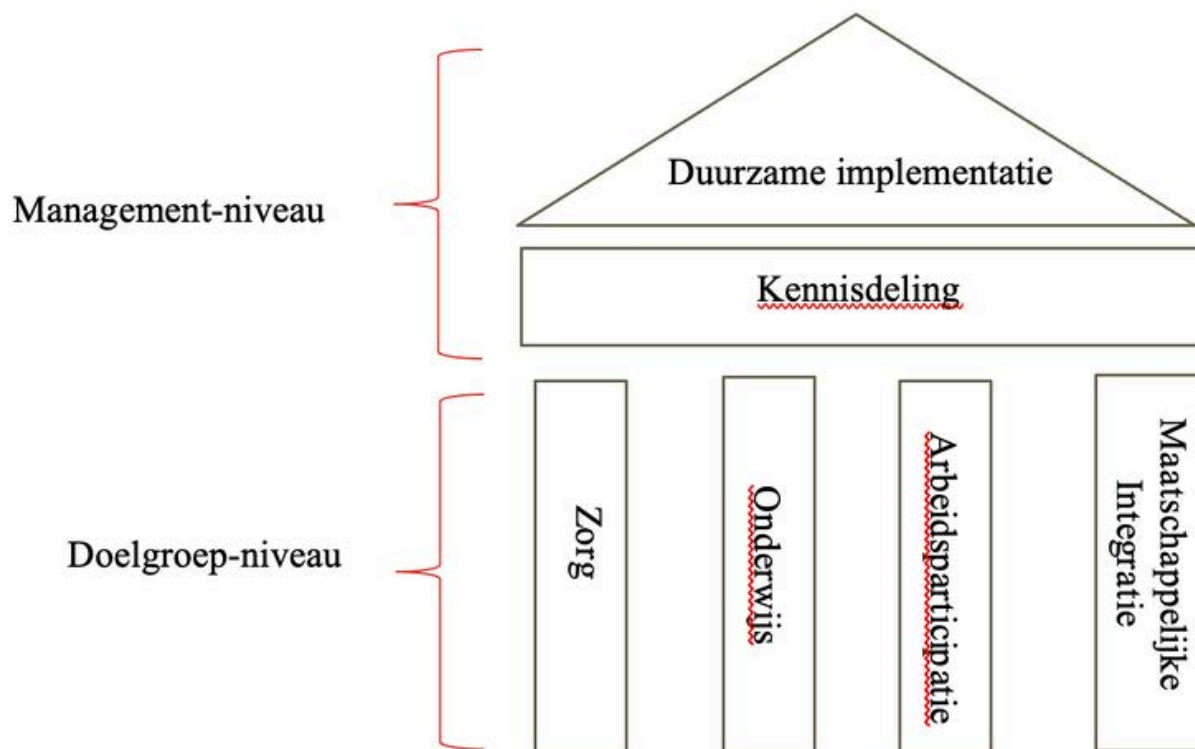 Duurzame implementatie
Management-niveau
Kennisdeling
Doelgroep-niveau
Zorg
Onderwijs
Arbeidsparticipatie
Maatschappelijke
Integratie